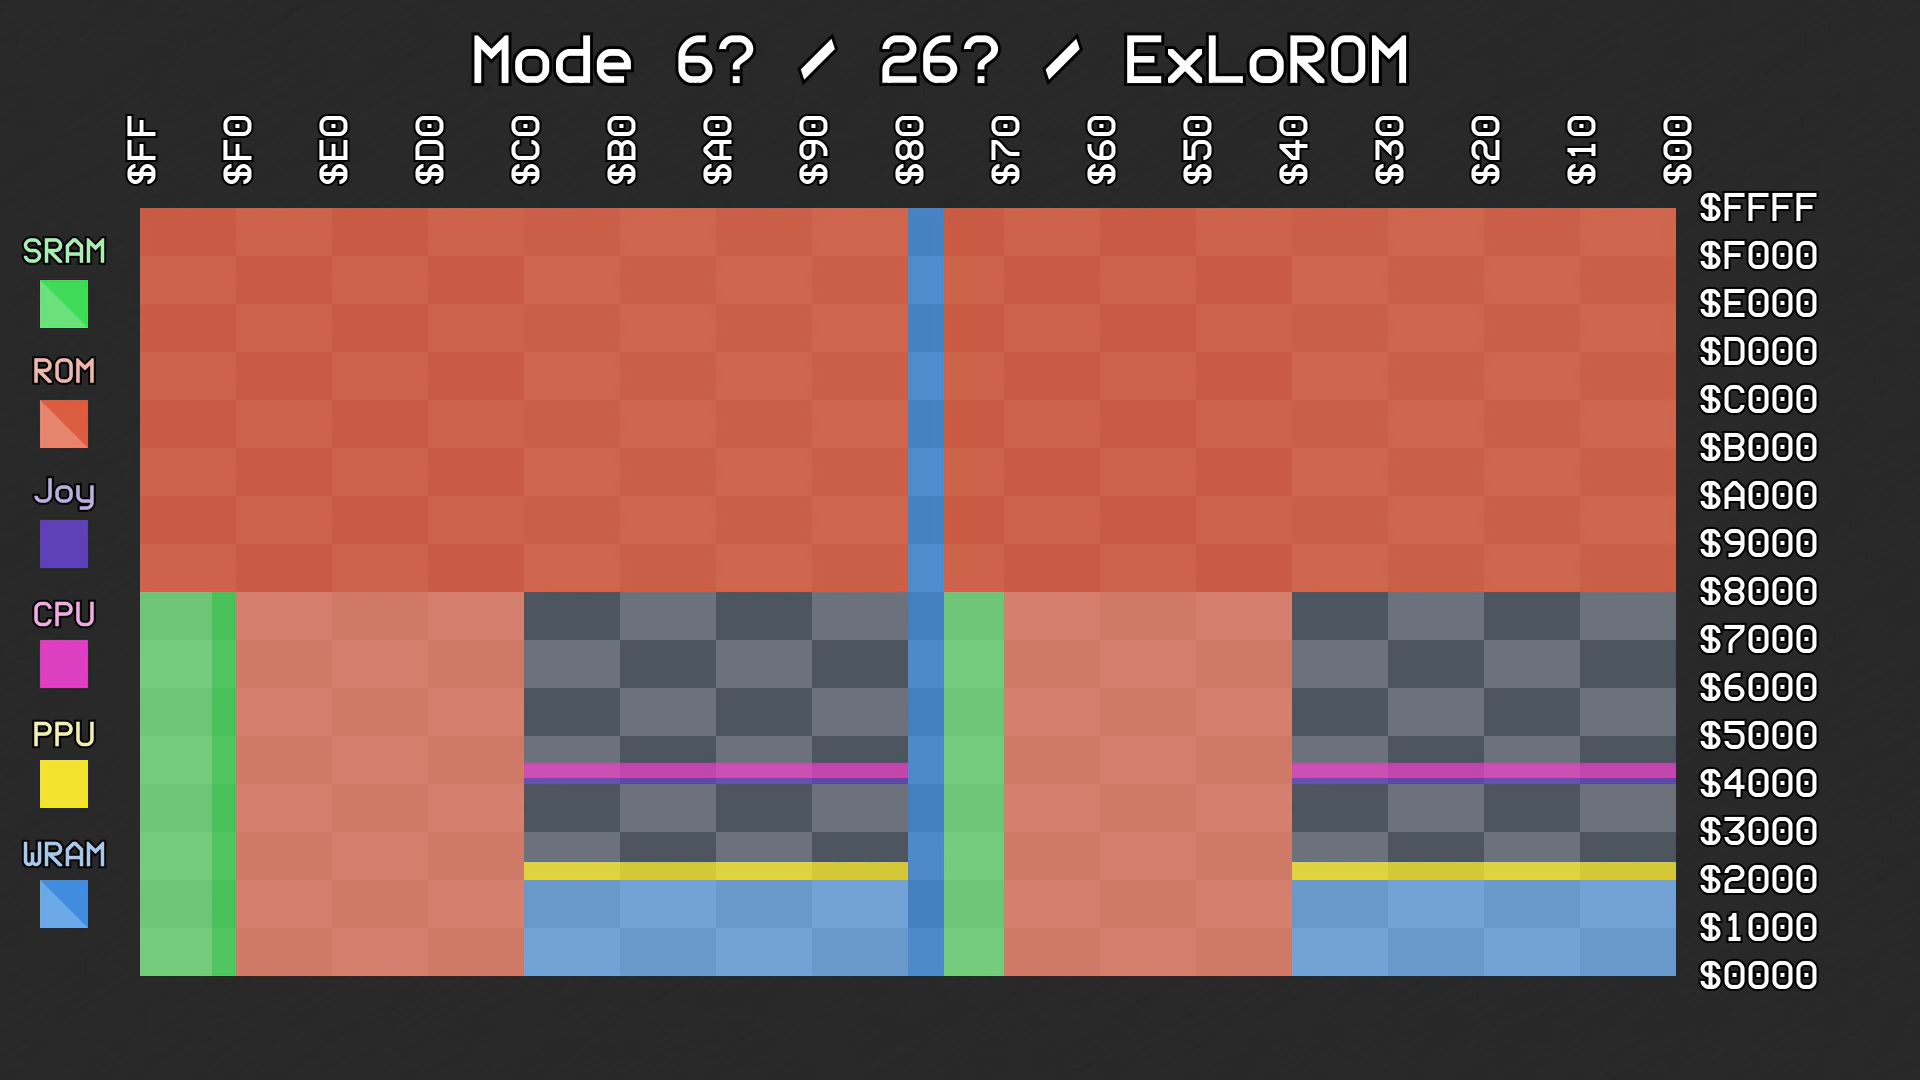 Mode 6? / 26? / ExLoROM
$FF $F0 $E0 $D0 $C0 $B0 $A0 $90 $80 $70 $60 $50 $40 $30 $20 $10 $00
SRAM
ROM
Joy
CPU
PPU
WRAM
$FFFF
$F000
$E000
$D000
$C000
$B000
$A000
$9000
$8000
$7000
$6000
$5000
$4000
$3000
$2000
$1000
$0000